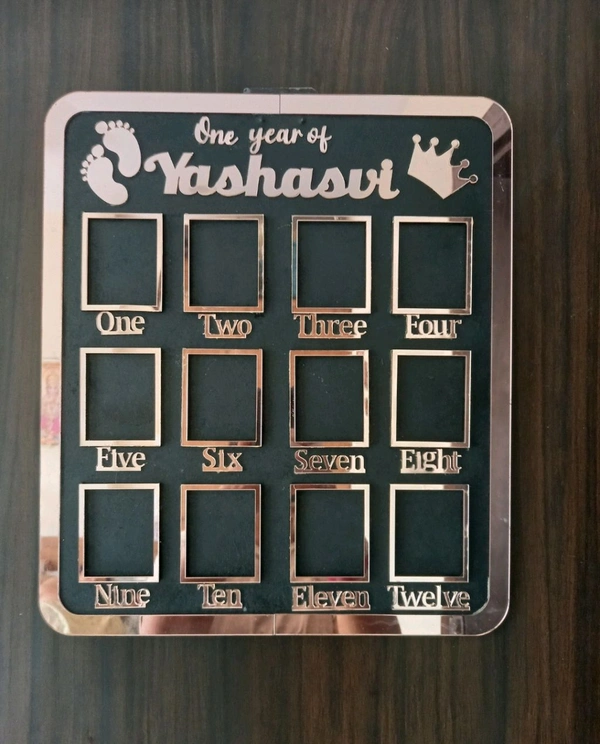 One year of
Yashasvi
One Two Three Four
Five Six Seven Eight
Nine Ten Eleven Twelve